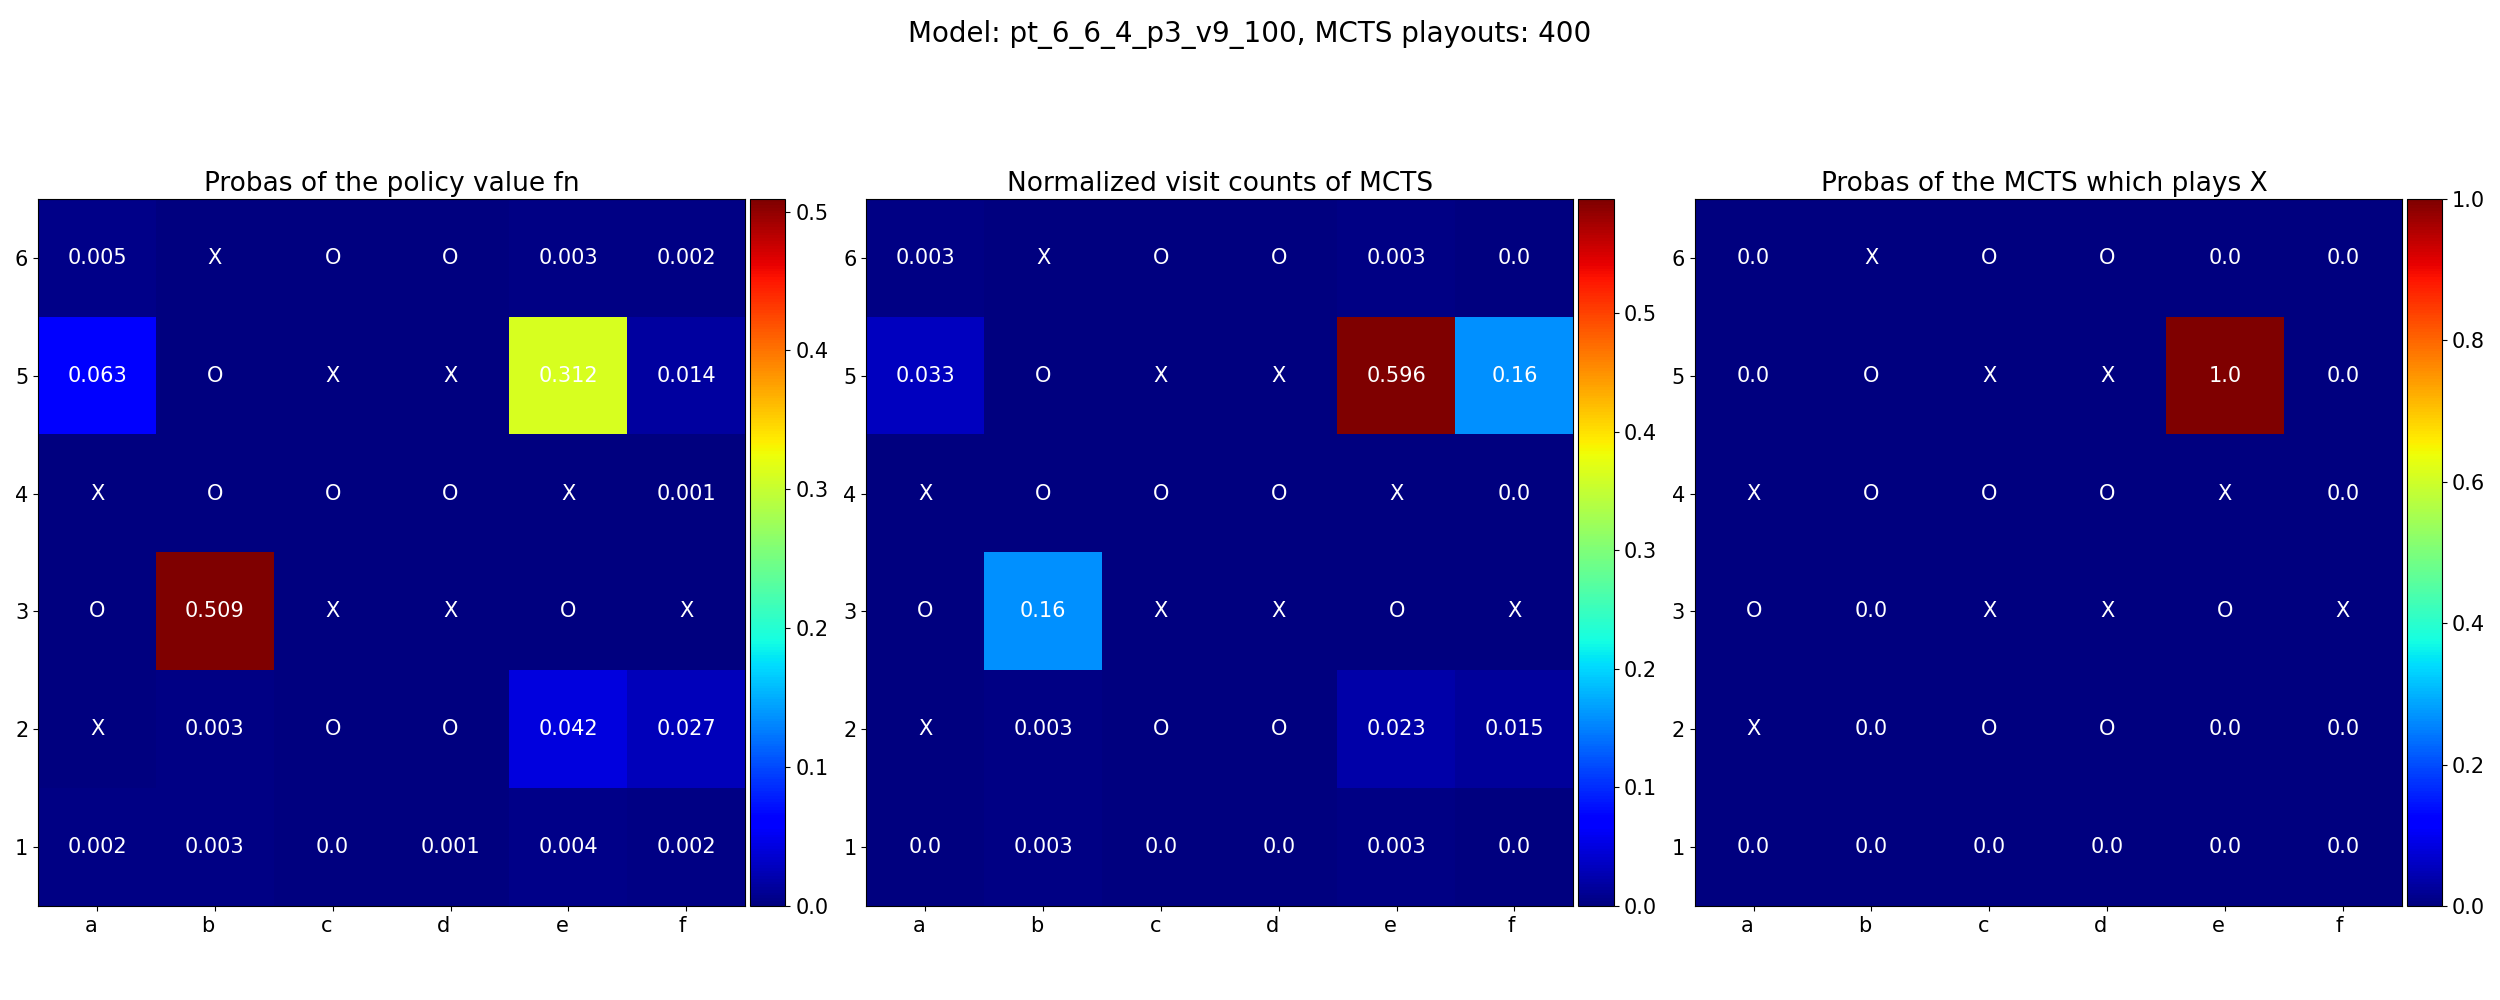 Model: pt_6_6_4_p3_v9_100, MCTS playouts: 400
Probas of the policy value fn
6 0.005 X O O 0.003 0.002
5 0.063 O X X 0.312 0.014
4 X O O O X 0.001
3 O 0.509 X X O X
2 X 0.003 O O 0.042 0.027
1 0.002 0.003 0.0 0.001 0.004 0.002
a b c d e f
0.5
0.4
0.3
0.2
0.1
0.0
Normalized visit counts of MCTS
6 0.003 X O O 0.003 0.0
5 0.033 O X X 0.596 0.16
4 X O O O X 0.0
3 O 0.16 X X O X
2 X 0.003 O O 0.023 0.015
1 0.0 0.003 0.0 0.0 0.003 0.0
a b c d e f
0.5
0.4
0.3
0.2
0.1
0.0
Probas of the MCTS which plays X
6 0.0 X O O 0.0 0.0
5 0.0 O X X 1.0 0.0
4 X O O O X 0.0
3 O 0.0 X X O X
2 X 0.0 O O 0.0 0.0
1 0.0 0.0 0.0 0.0 0.0 0.0
a b c d e f
1.0
0.8
0.6
0.4
0.2
0.0